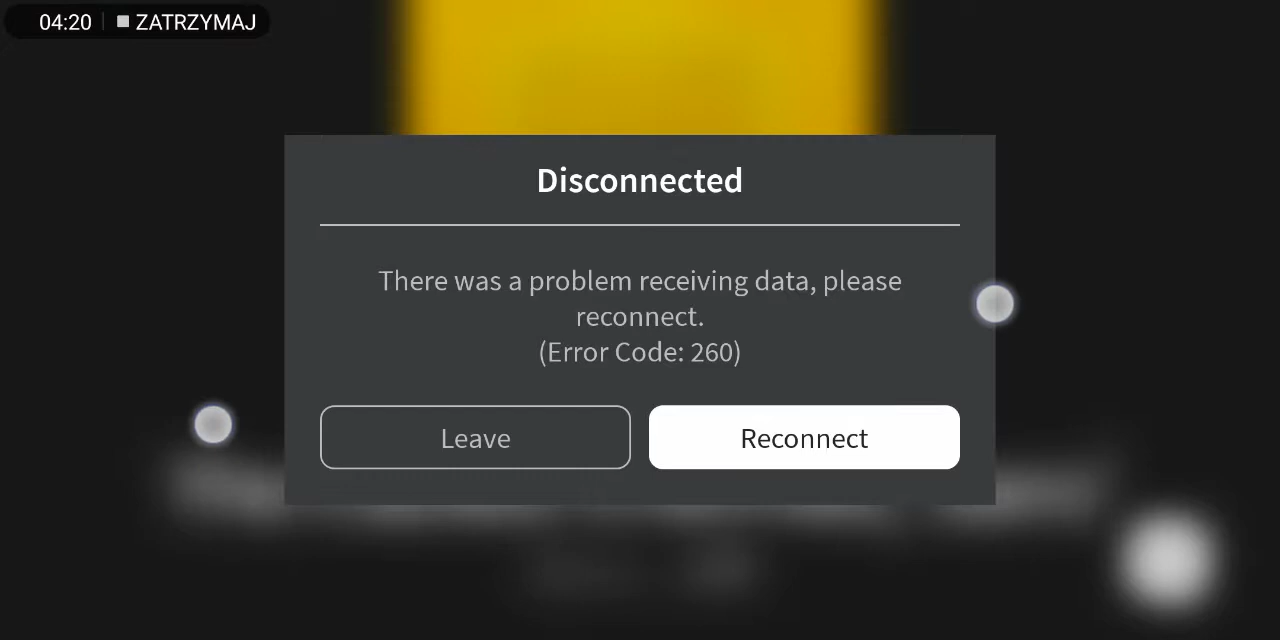 04:20 ZATRZYMAJ
Disconnected
There was a problem receiving data, please
reconnect.
(Error Code: 260)
Leave Reconnect